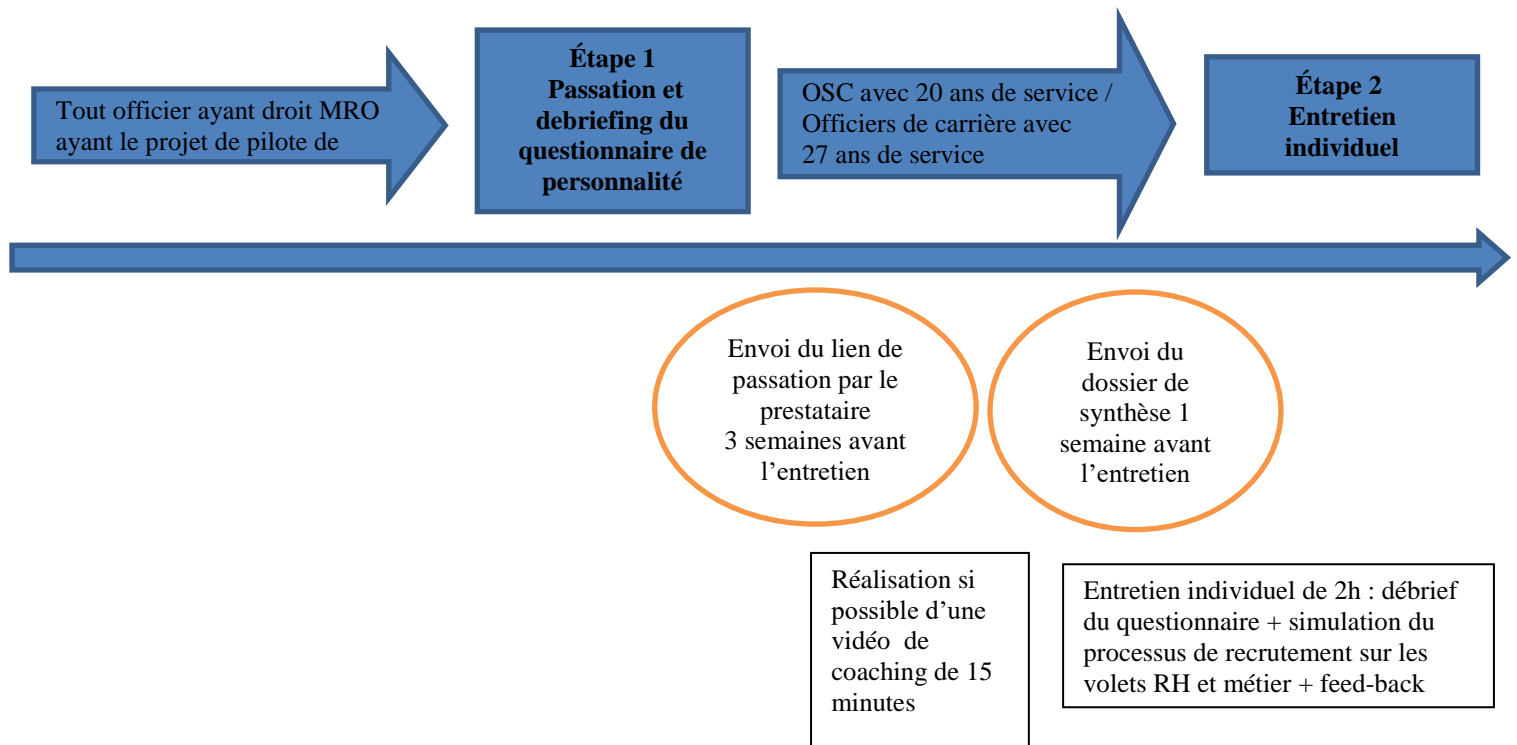 Tout officier ayant droit MRO
ayant le projet de pilote de
Étape 1
Passation et
debriefing du
questionnaire de
personnalité
OSC avec 20 ans de service /
Officiers de carrière avec
27 ans de service
Étape 2
Entretien
individuel
Envoi du lien de
passation par le
prestataire
3 semaines avant
l’entretien
Envoi du
dossier de
synthèse 1
semaine avant
l’entretien
Réalisation si
possible d’une
vidéo de
coaching de 15
minutes
Entretien individuel de 2h : débrief
du questionnaire + simulation du
processus de recrutement sur les
volets RH et métier + feed-back